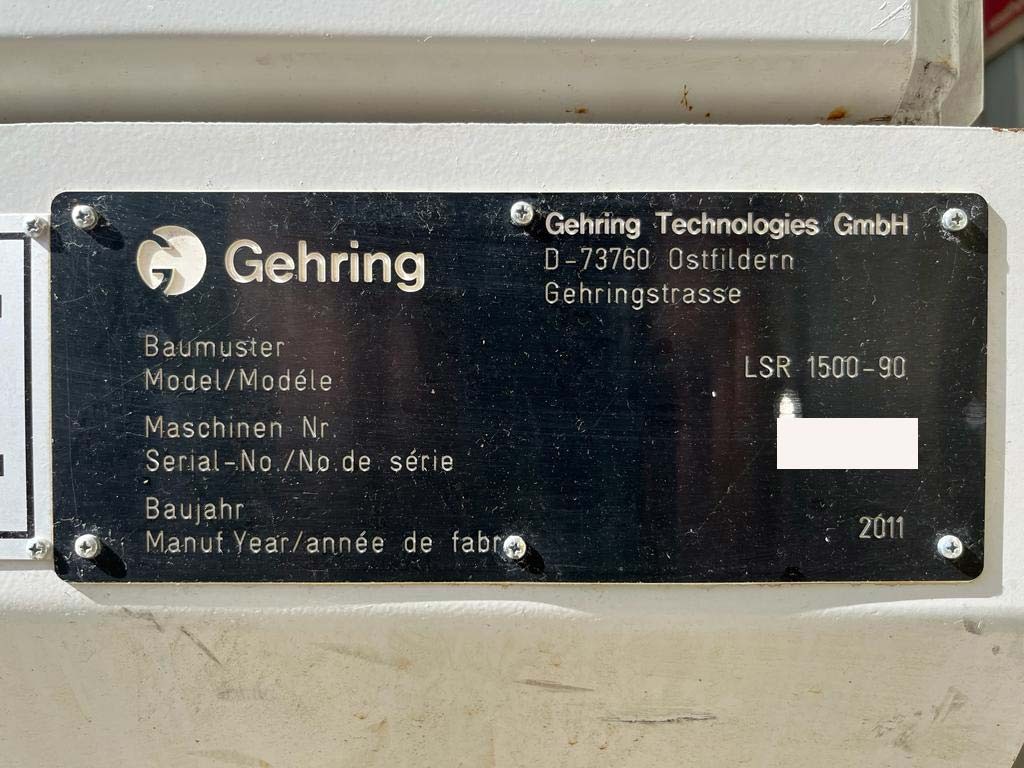 Gehring
Gehring Technologies GmbH
D-73760 Ostfildern
Gehringstrasse
Baumuster
Model/Modéle
LSR 1500-90
Maschinen Nr.
Serial-No./No.de série
Baujahr
Manuf.Year/année de fabr
2011